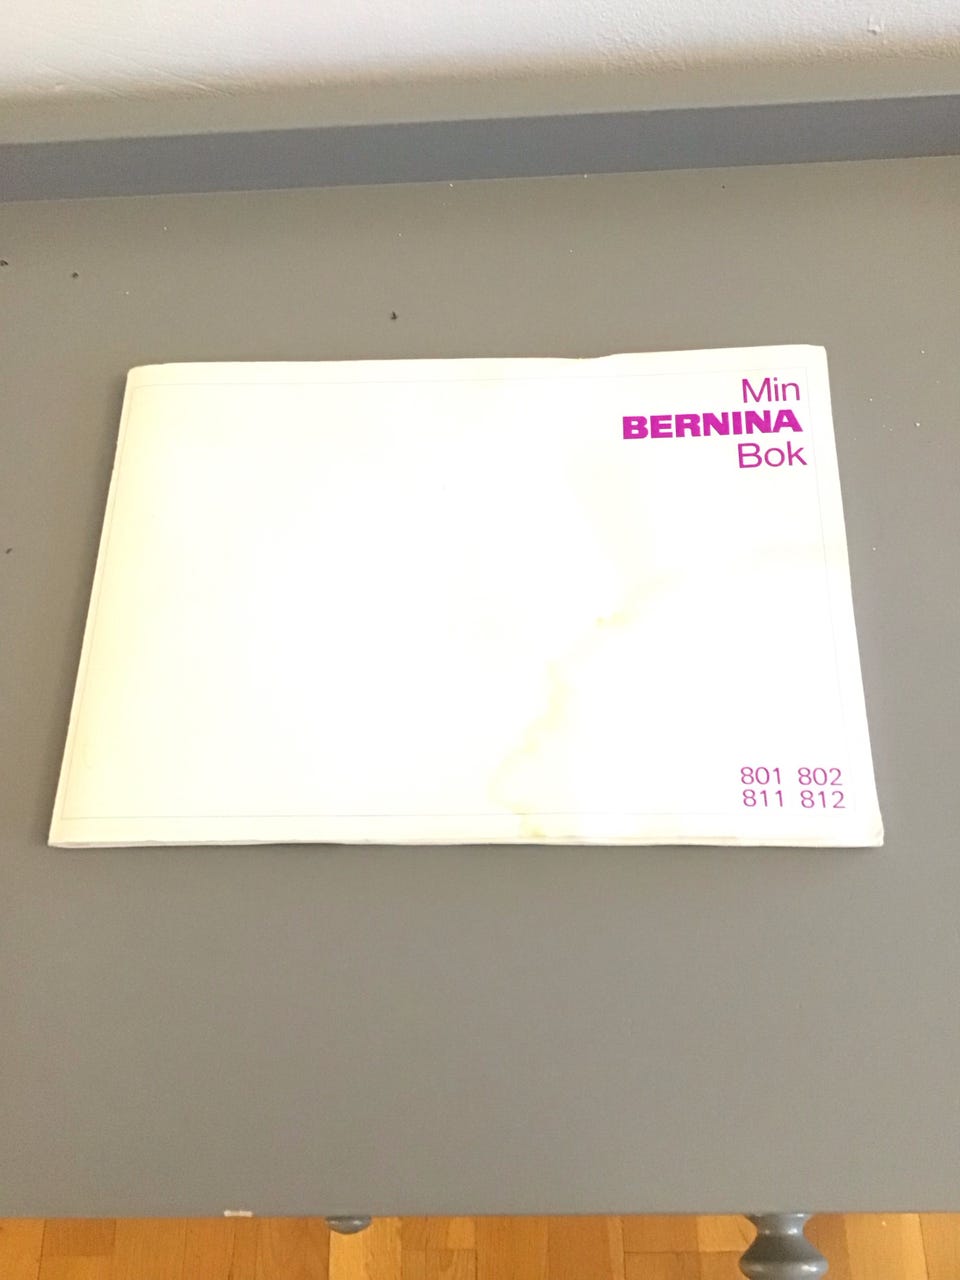 Min
BERNINA
Bok
801 802
811 812